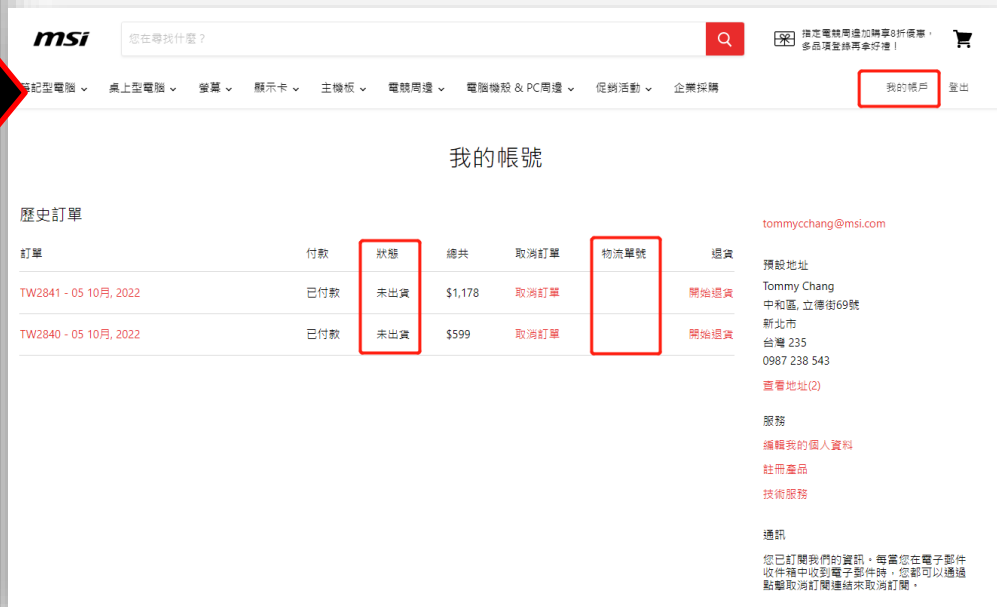 msi
您在尋找什麼？
指定電競周邊加購享8折優惠，
多品項登錄再拿好禮！
筆記型電腦 桌上型電腦 螢幕 顯示卡 主機板 電競周邊 電腦機殼 & PC周邊 促銷活動 企業採購 我的帳戶 登出
我的帳號
歷史訂單
訂單 付款 狀態 總共 取消訂單 物流單號 退貨
TW2841 - 05 10月, 2022 已付款 未出貨 $1,178 取消訂單 開始退貨
TW2840 - 05 10月, 2022 已付款 未出貨 $599 取消訂單 開始退貨
tommycchang@msi.com
預設地址
Tommy Chang
中和區, 立德街69號
新北市
台灣 235
0987 238 543
查看地址(2)
服務
編輯我的個人資料
註冊產品
技術服務
通訊
您已訂閱我們的資訊。每當您在電子郵件
收件箱中收到電子郵件時，您都可以通過
點擊取消訂閱連結來取消訂閱。